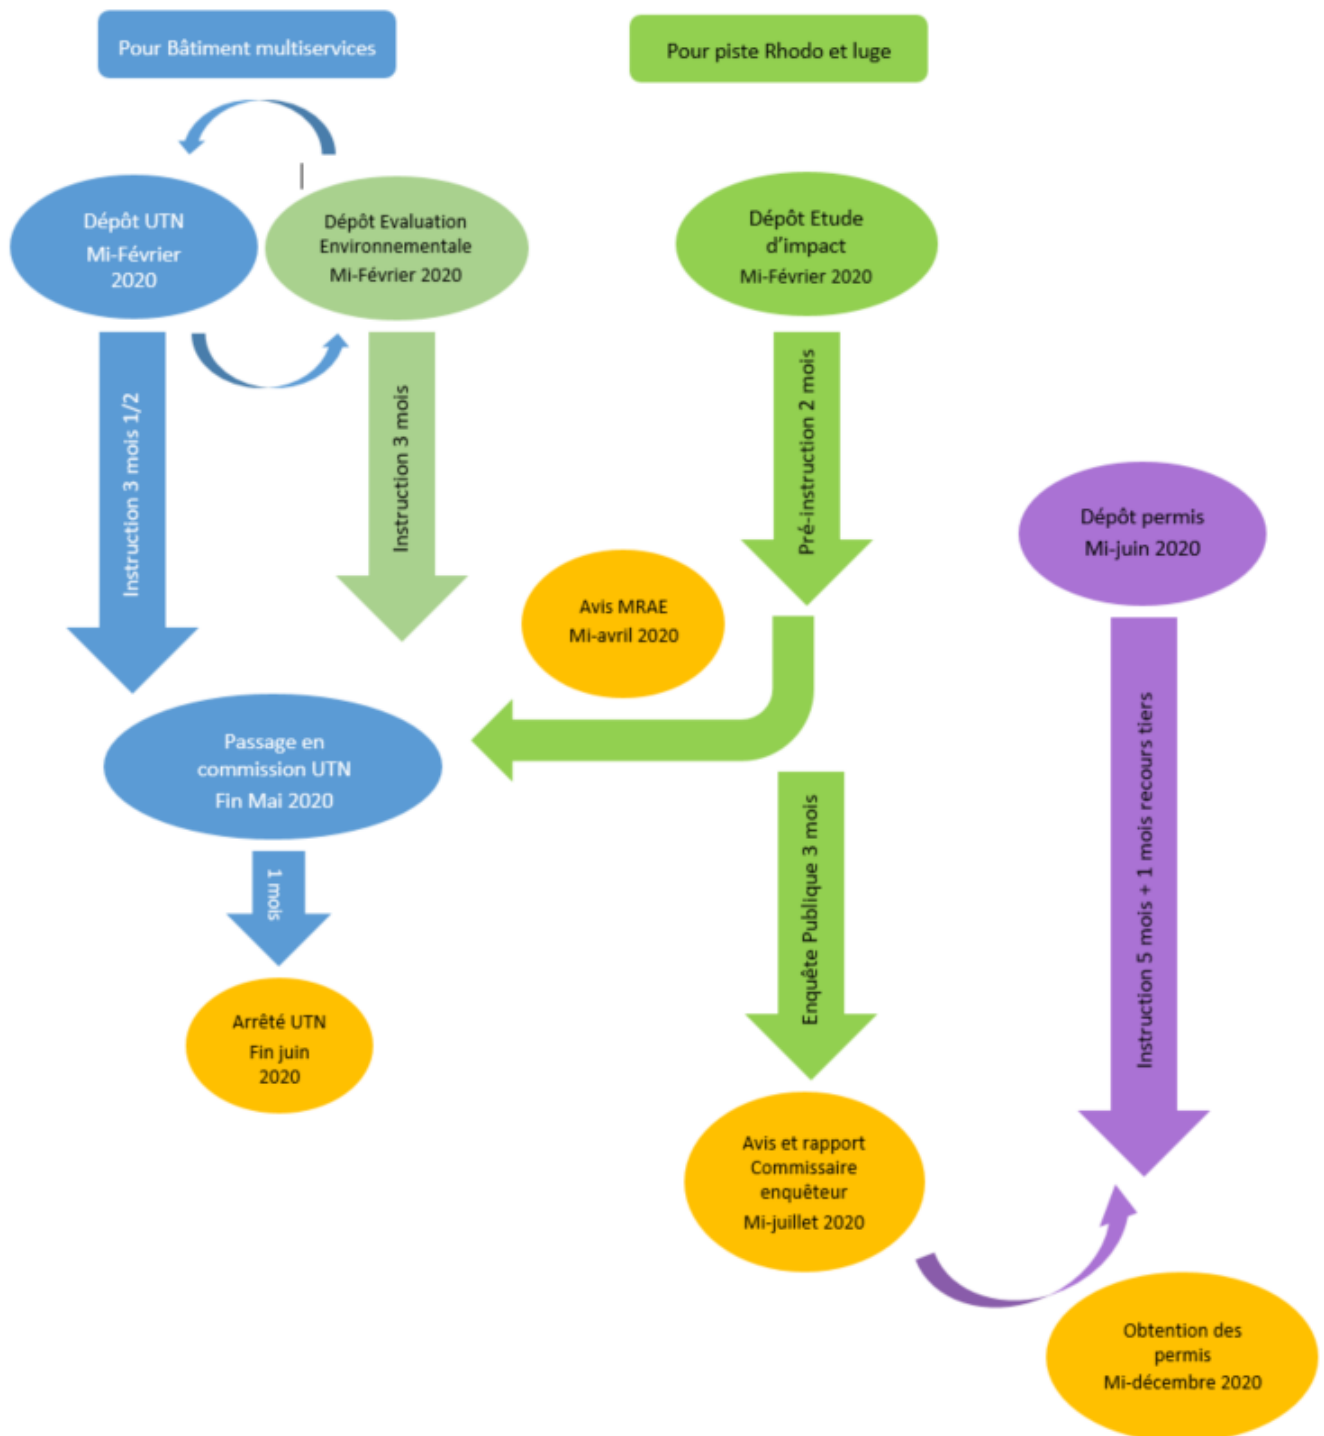 Pour Bâtiment multiservices
Pour piste Rhodo et luge
Dépôt UTN
Mi-Février
2020
Dépôt Evaluation
Environnementale
Mi-Février 2020
Dépôt Etude
d'impact
Mi-Février 2020
Instruction 3 mois 1/2
Instruction 3 mois
Pré-instruction 2 mois
Dépôt permis
Mi-juin 2020
Avis MRAE
Mi-avril 2020
Passage en
commission UTN
Fin Mai 2020
1 mois
Enquête Publique 3 mois
Instruction 5 mois + 1 mois recours tiers
Arrêté UTN
Fin juin
2020
Avis et rapport
Commissaire
enquêteur
Mi-juillet 2020
Obtention des
permis
Mi-décembre 2020